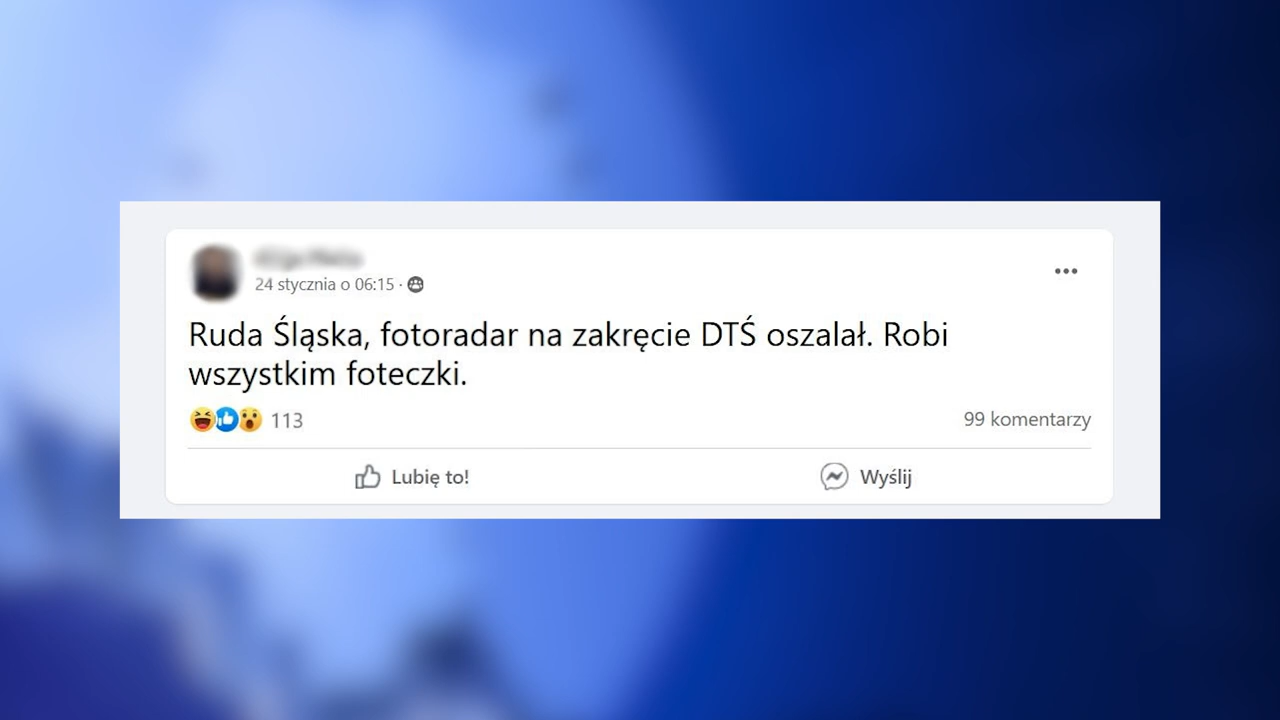 24 stycznia o 06:15 ·
Ruda Śląska, fotoradar na zakręcie DTŚ oszalał. Robi
wszystkim foteczki.
113
99 komentarzy
Lubię to!
Wyślij